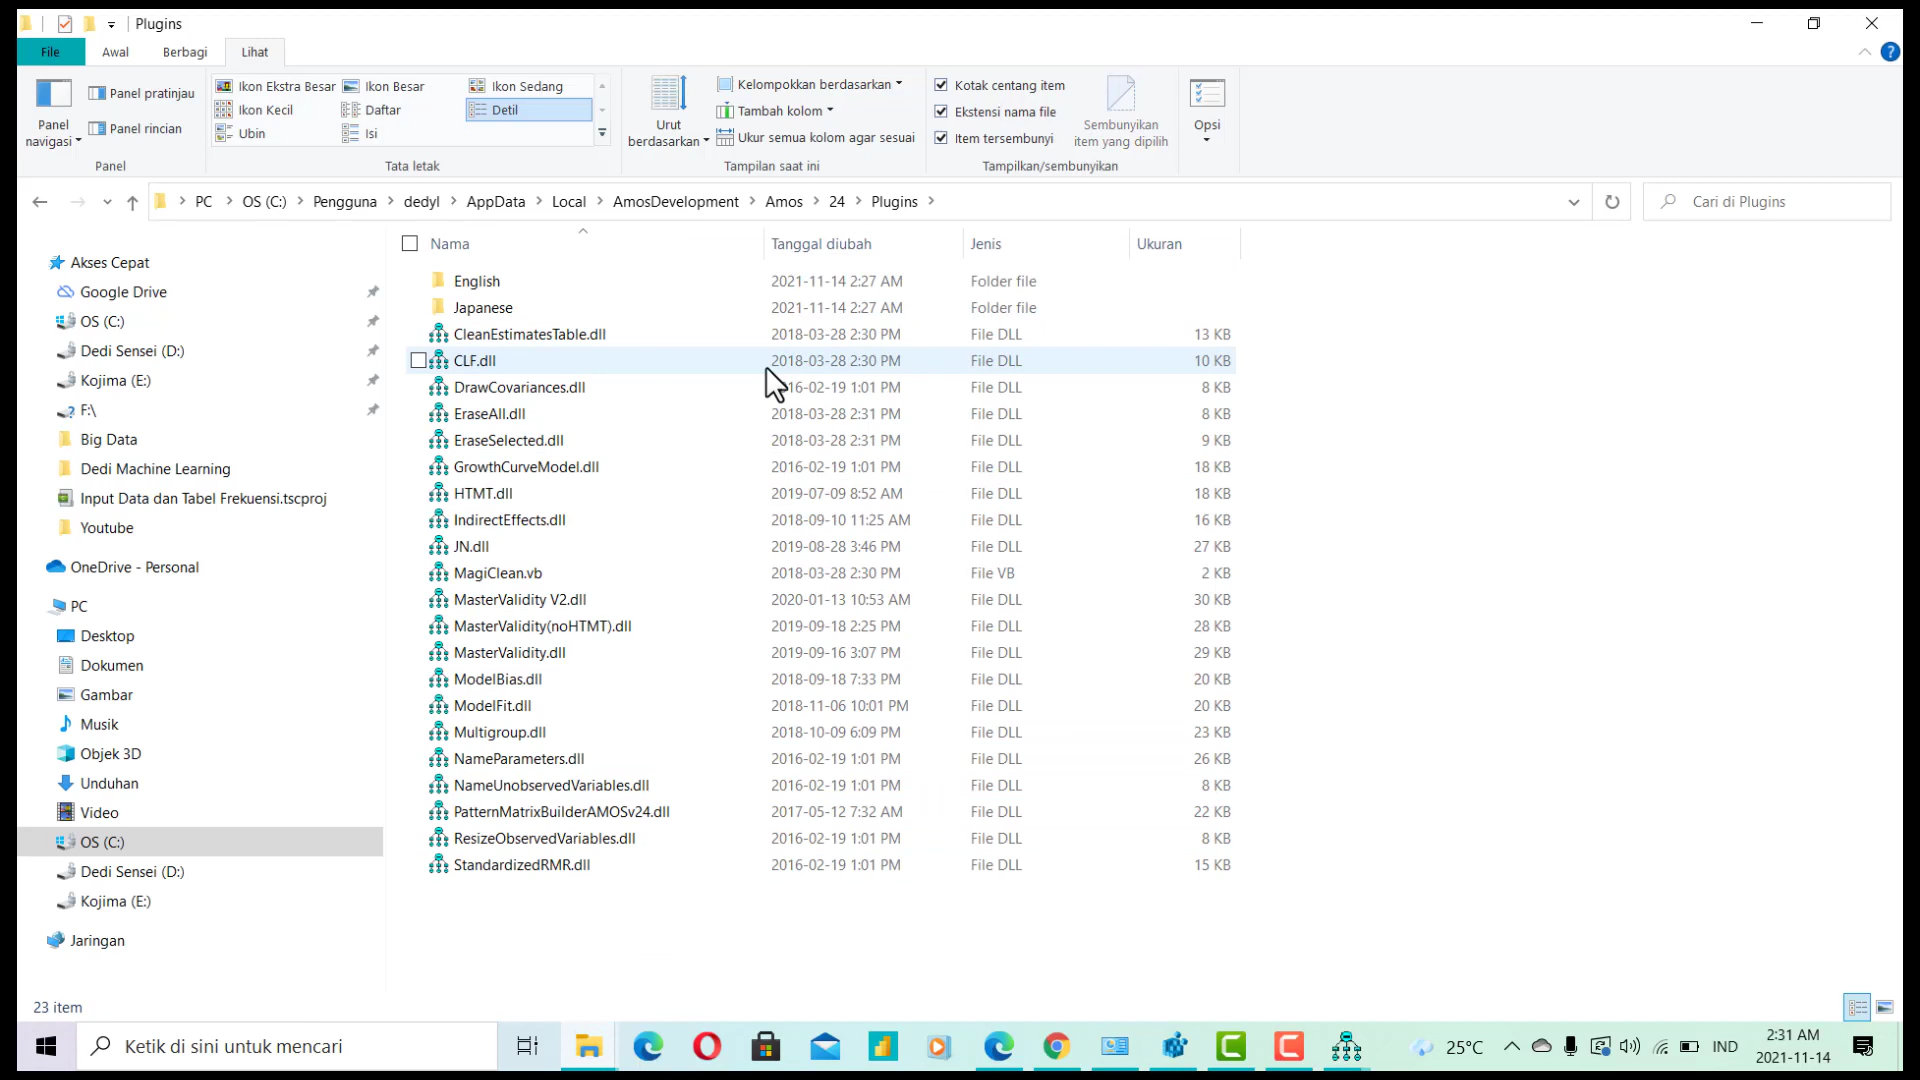 Plugins
File Awal Berbagi Lihat
Panel navigasi
Panel pratinjau
Panel rincian
Panel
Ikon Ekstra Besar Ikon Besar Ikon Sedang
Ikon Kecil Daftar Detil
Ubin Isi
Tata letak
Urut berdasarkan
Kelompokkan berdasarkan
Tambah kolom
Ukur semua kolom agar sesuai
Tampilan saat ini
Kotak centang item
Ekstensi nama file
Item tersembunyi
Sembunyikan item yang dipilih
Tampilkan/sembunyikan
Opsi
PC > OS (C:) > Pengguna > dedyl > AppData > Local > AmosDevelopment > Amos > 24 > Plugins >
Cari di Plugins
Akses Cepat
Google Drive
OS (C:)
Dedi Sensei (D:)
Kojima (E:)
F:\
Big Data
Dedi Machine Learning
Input Data dan Tabel Frekuensi.tscproj
Youtube
OneDrive - Personal
PC
Desktop
Dokumen
Gambar
Musik
Objek 3D
Unduhan
Video
OS (C:)
Dedi Sensei (D:)
Kojima (E:)
Jaringan
Nama Tanggal diubah Jenis Ukuran
English 2021-11-14 2:27 AM Folder file
Japanese 2021-11-14 2:27 AM Folder file
CleanEstimatesTable.dll 2018-03-28 2:30 PM File DLL 13 KB
CLF.dll 2018-03-28 2:30 PM File DLL 10 KB
DrawCovariances.dll 16-02-19 1:01 PM File DLL 8 KB
EraseAll.dll 2018-03-28 2:31 PM File DLL 8 KB
EraseSelected.dll 2018-03-28 2:31 PM File DLL 9 KB
GrowthCurveModel.dll 2016-02-19 1:01 PM File DLL 18 KB
HTMT.dll 2019-07-09 8:52 AM File DLL 18 KB
IndirectEffects.dll 2018-09-10 11:25 AM File DLL 16 KB
JN.dll 2019-08-28 3:46 PM File DLL 27 KB
MagiClean.vb 2018-03-28 2:30 PM File VB 2 KB
MasterValidity V2.dll 2020-01-13 10:53 AM File DLL 30 KB
MasterValidity(noHTMT).dll 2019-09-18 2:25 PM File DLL 28 KB
MasterValidity.dll 2019-09-16 3:07 PM File DLL 29 KB
ModelBias.dll 2018-09-18 7:33 PM File DLL 20 KB
ModelFit.dll 2018-11-06 10:01 PM File DLL 20 KB
Multigroup.dll 2018-10-09 6:09 PM File DLL 23 KB
NameParameters.dll 2016-02-19 1:01 PM File DLL 26 KB
NameUnobservedVariables.dll 2016-02-19 1:01 PM File DLL 8 KB
PatternMatrixBuilderAMOSv24.dll 2017-05-12 7:32 AM File DLL 22 KB
ResizeObservedVariables.dll 2016-02-19 1:01 PM File DLL 8 KB
StandardizedRMR.dll 2016-02-19 1:01 PM File DLL 15 KB
23 item
Ketik di sini untuk mencari
25°C
IND
2:31 AM
2021-11-14